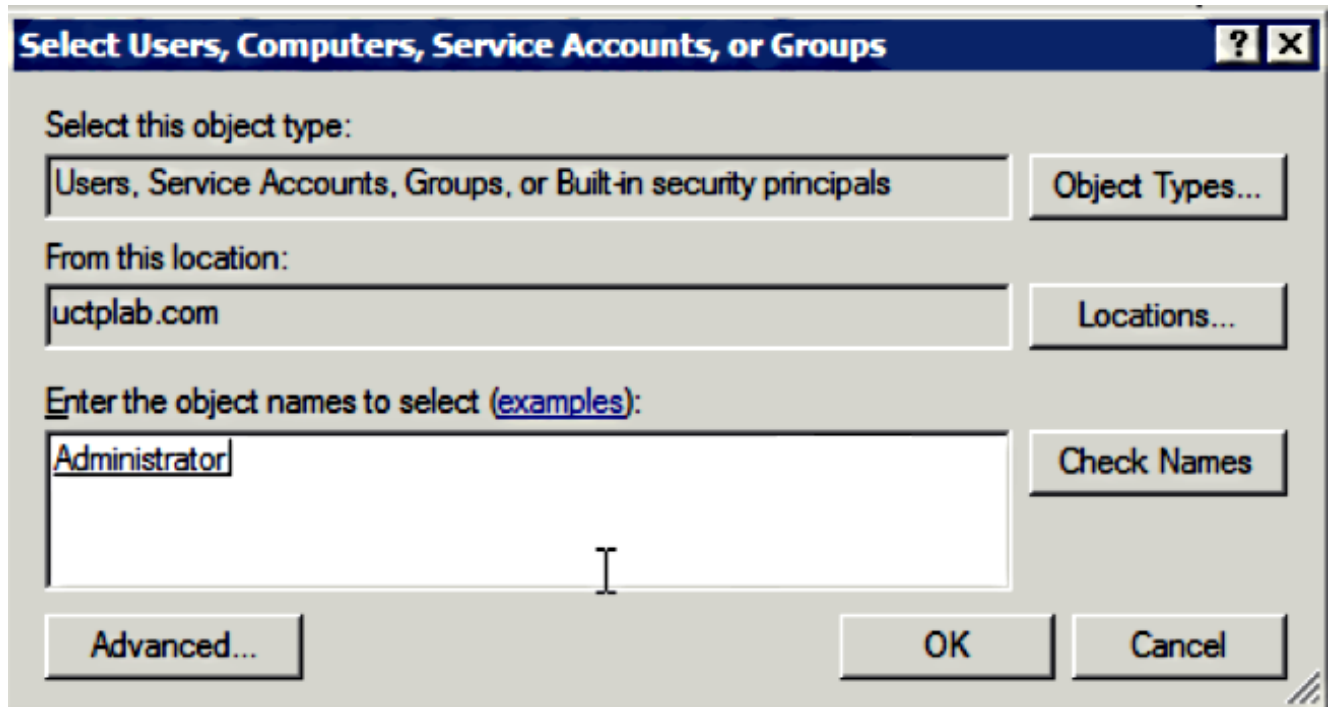 Select Users, Computers, Service Accounts, or Groups
Select this object type:
Users, Service Accounts, Groups, or Built-in security principals
Object Types...
From this location:
uctplab.com
Locations...
Enter the object names to select (examples):
Administrator
Check Names
Advanced...
OK
Cancel